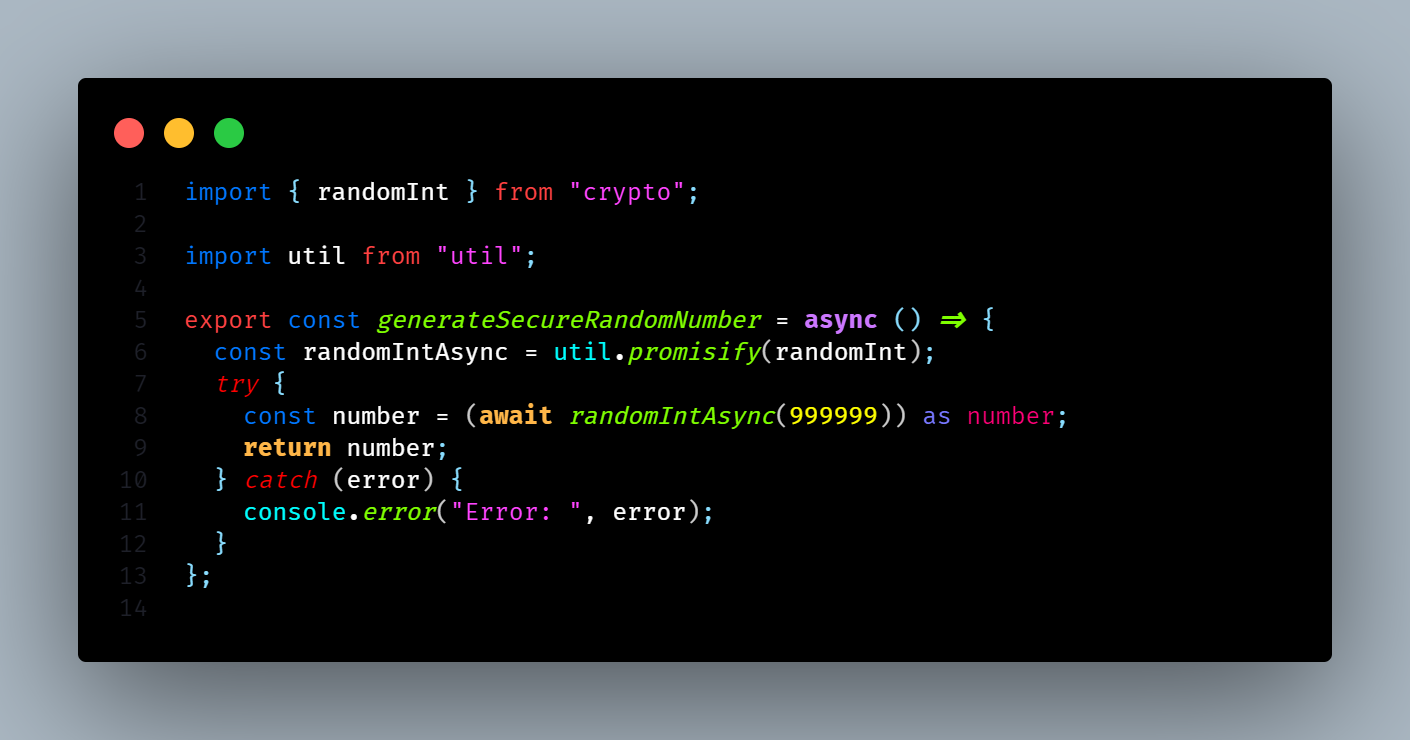 1 import { randomInt } from "crypto";
2
3 import util from "util";
4
5 export const generateSecureRandomNumber = async () => {
6   const randomIntAsync = util.promisify(randomInt);
7   try {
8     const number = (await randomIntAsync(999999)) as number;
9     return number;
10   } catch (error) {
11     console.error("Error: ", error);
12   }
13 };
14